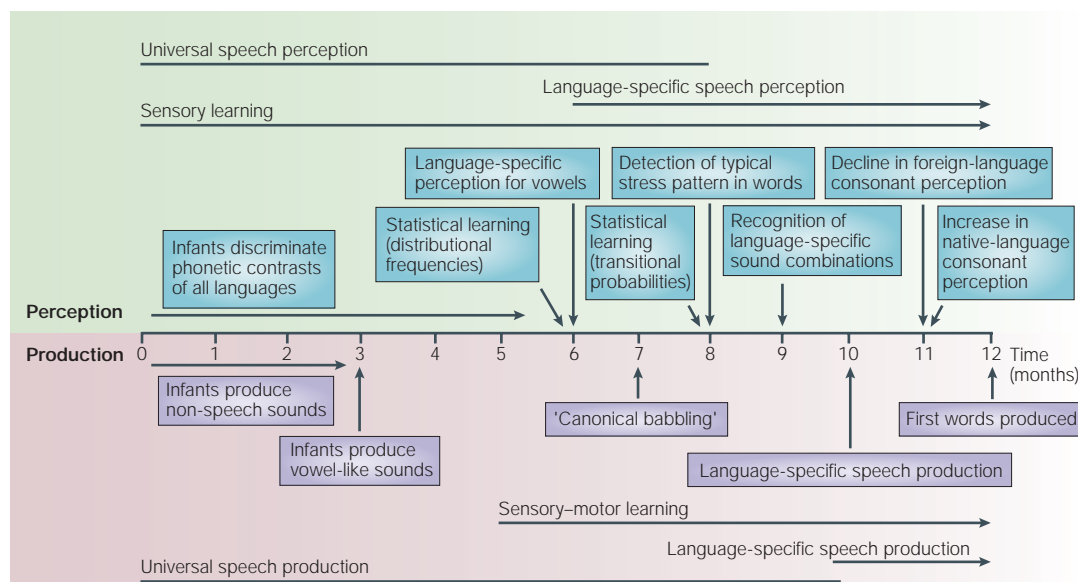 Universal speech perception
Language-specific speech perception
Sensory learning
Language-specific
perception for vowels
Detection of typical
stress pattern in words
Decline in foreign-language
consonant perception
Statistical learning
(distributional
frequencies)
Statistical
learning
(transitional
probabilities)
Recognition of
language-specific
sound combinations
Increase in
native-language
consonant
perception
Infants discriminate
phonetic contrasts
of all languages
Perception
Production
0 1 2 3 4 5 6 7 8 9 10 11 12 Time
(months)
Infants produce
non-speech sounds
Infants produce
vowel-like sounds
'Canonical babbling'
First words produced
Language-specific speech production
Sensory–motor learning
Language-specific speech production
Universal speech production